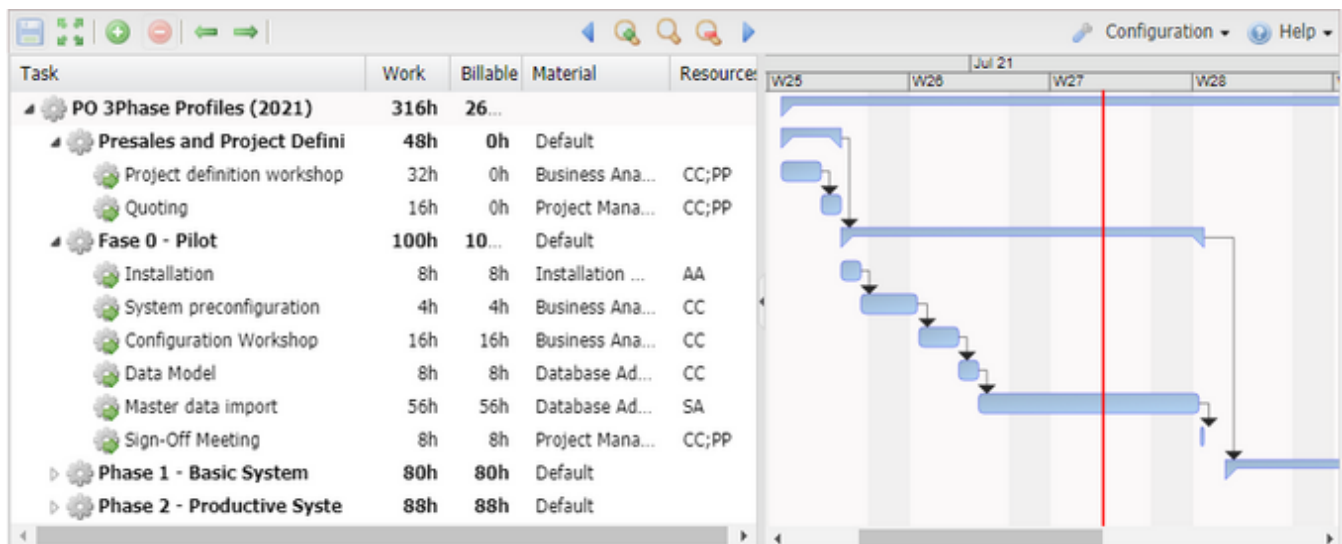 Configuration Help
Task Work Billable Material Resources Jul 21
W25 W26 W27 W28
PO 3Phase Profiles (2021) 316h 26...
Presales and Project Defini 48h 0h Default
Project definition workshop 32h 0h Business Ana... CC;PP
Quoting 16h 0h Project Mana... CC;PP
Fase 0 - Pilot 100h 10... Default
Installation 8h 8h Installation ... AA
System preconfiguration 4h 4h Business Ana... CC
Configuration Workshop 16h 16h Business Ana... CC
Data Model 8h 8h Database Ad... CC
Master data import 56h 56h Database Ad... SA
Sign-Off Meeting 8h 8h Project Mana... CC;PP
Phase 1 - Basic System 80h 80h Default
Phase 2 - Productive Syste 88h 88h Default